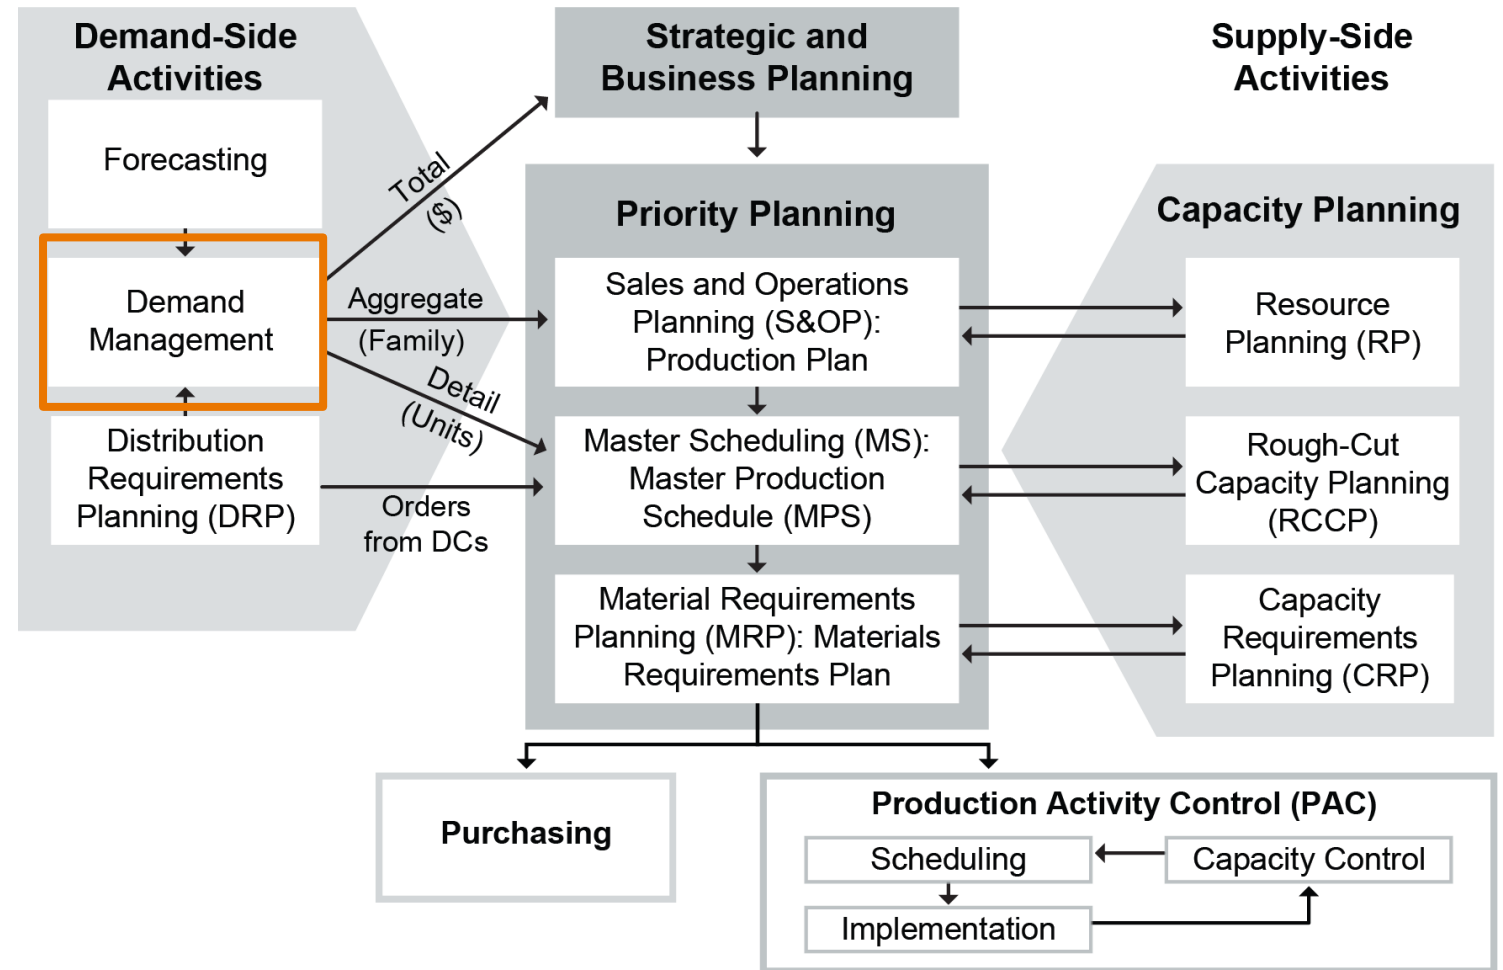 Demand-Side
Activities
Forecasting
Demand
Management
Distribution
Requirements
Planning (DRP)
Total
($)
Aggregate
(Family)
Detail
(Units)
Orders
from DCs
Strategic and
Business Planning
Priority Planning
Sales and Operations
Planning (S&OP):
Production Plan
Master Scheduling (MS):
Master Production
Schedule (MPS)
Material Requirements
Planning (MRP): Materials
Requirements Plan
Supply-Side
Activities
Capacity Planning
Resource
Planning (RP)
Rough-Cut
Capacity Planning
(RCCP)
Capacity
Requirements
Planning (CRP)
Purchasing
Production Activity Control (PAC)
Scheduling
Capacity Control
Implementation